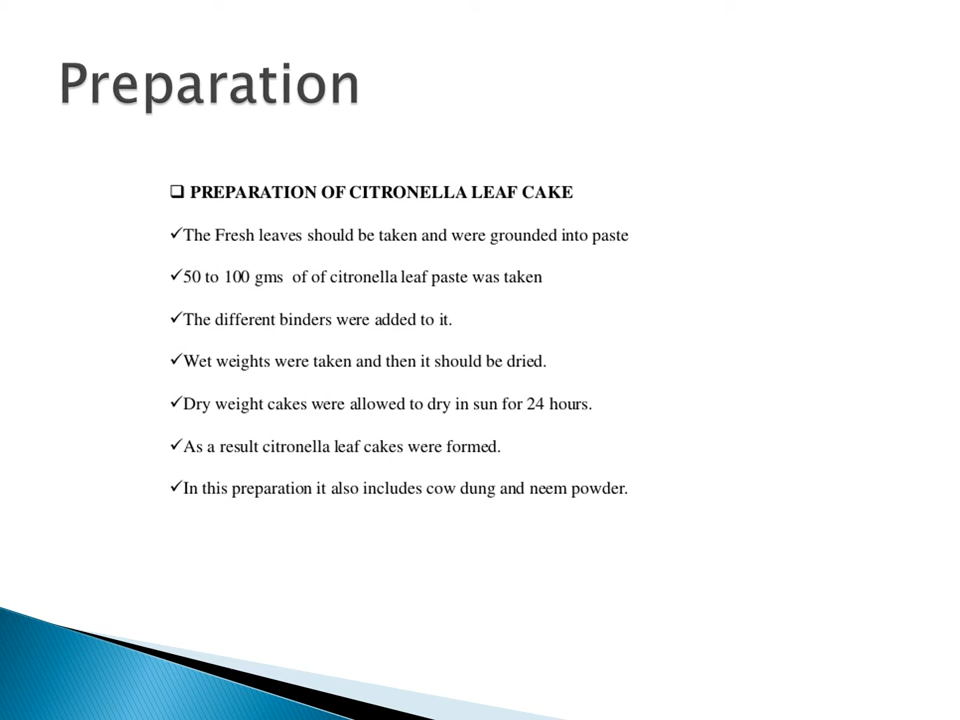 Preparation
❑ PREPARATION OF CITRONELLA LEAF CAKE
✓The Fresh leaves should be taken and were grounded into paste
✓50 to 100 gms of of citronella leaf paste was taken
✓The different binders were added to it.
✓Wet weights were taken and then it should be dried.
✓Dry weight cakes were allowed to dry in sun for 24 hours.
✓As a result citronella leaf cakes were formed.
✓In this preparation it also includes cow dung and neem powder.